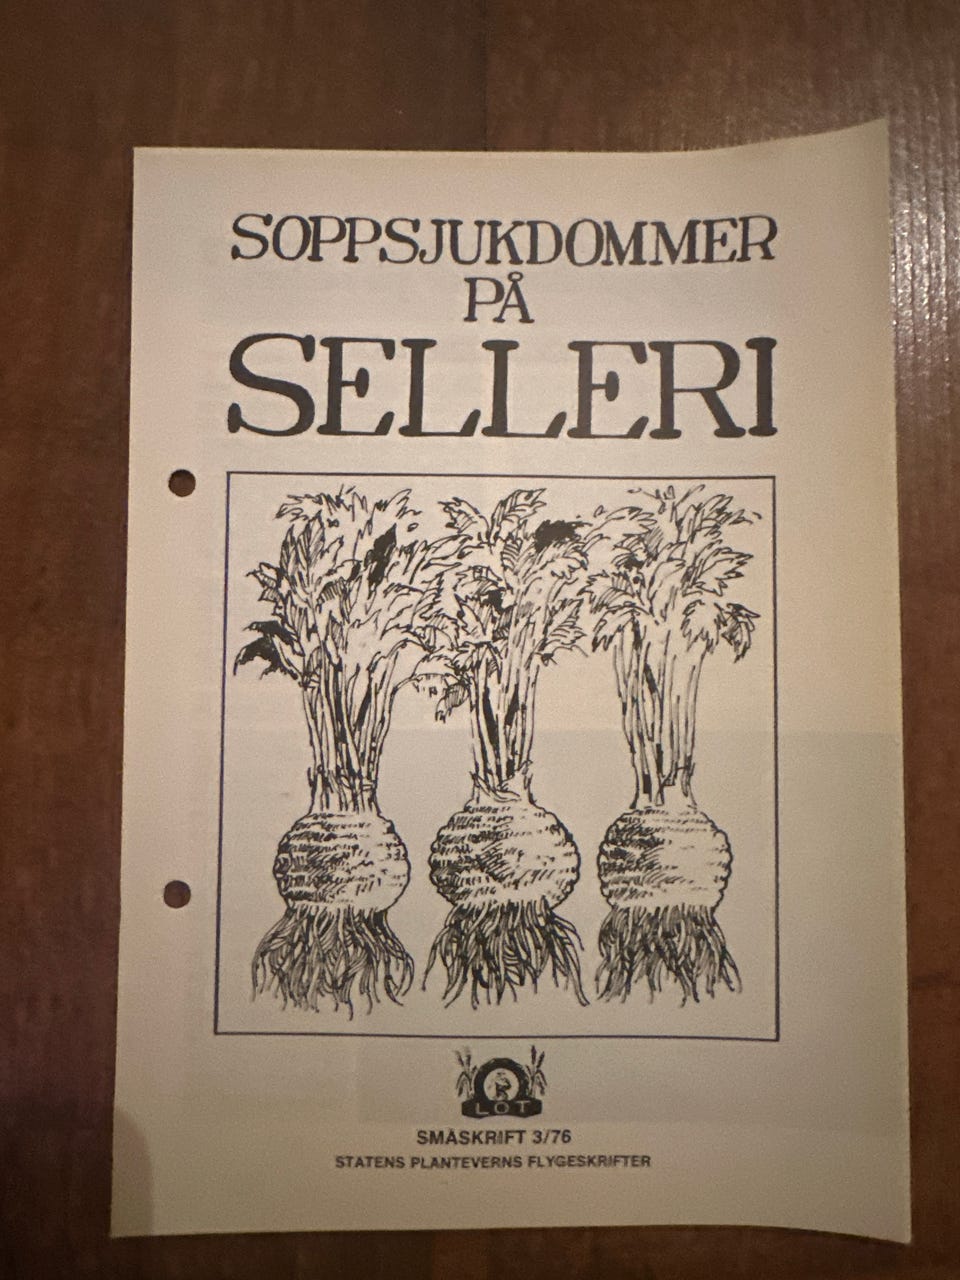 SOPPSJUKDOMMER
PÅ
SELLERI
LOT
SMÅSKRIFT 3/76
STATENS PLANTEVERNS FLYGESKRIFTER